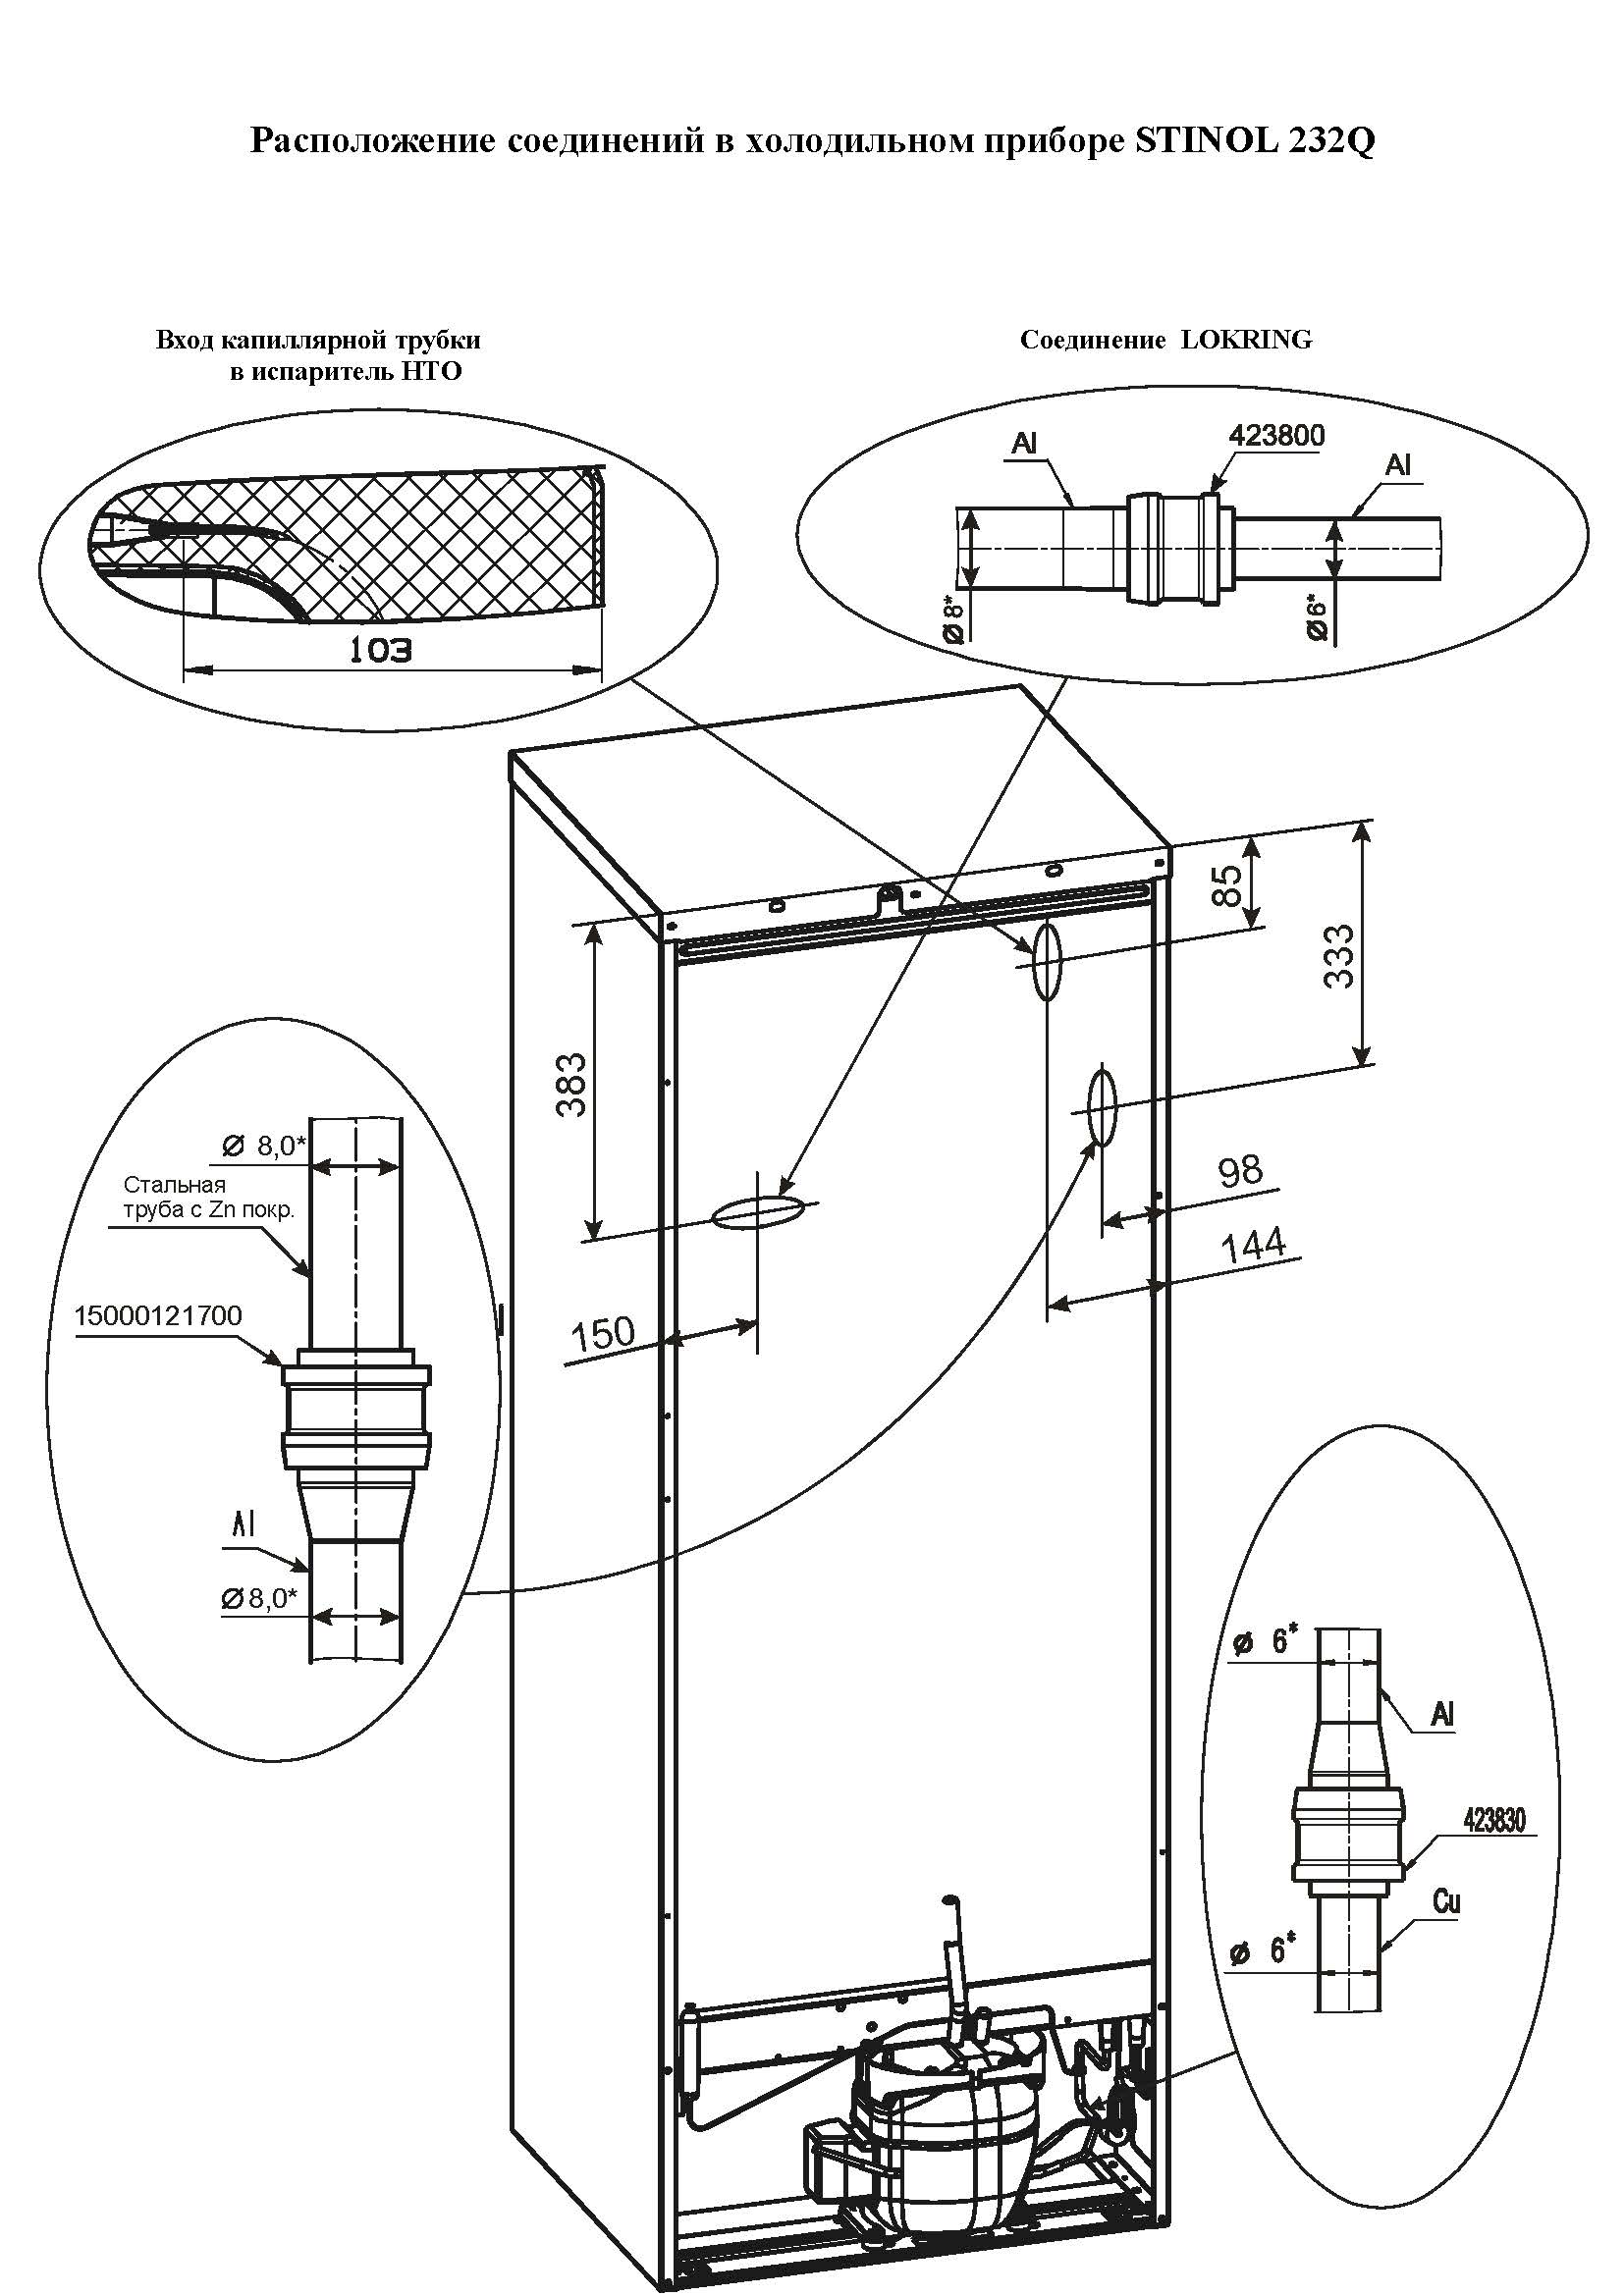 Расположение соединений в холодильном приборе STINOL 232Q
Вход капиллярной трубки
в испаритель НТО
Соединение LOKRING
Al
423800
Al
Ø 8*
Ø 6*
103
85
333
383
98
144
150
Ø 8,0*
Стальная
труба с Zn покр.
15000121700
Al
Ø 8,0*
Ø 6*
Al
423830
Cu
Ø 6*